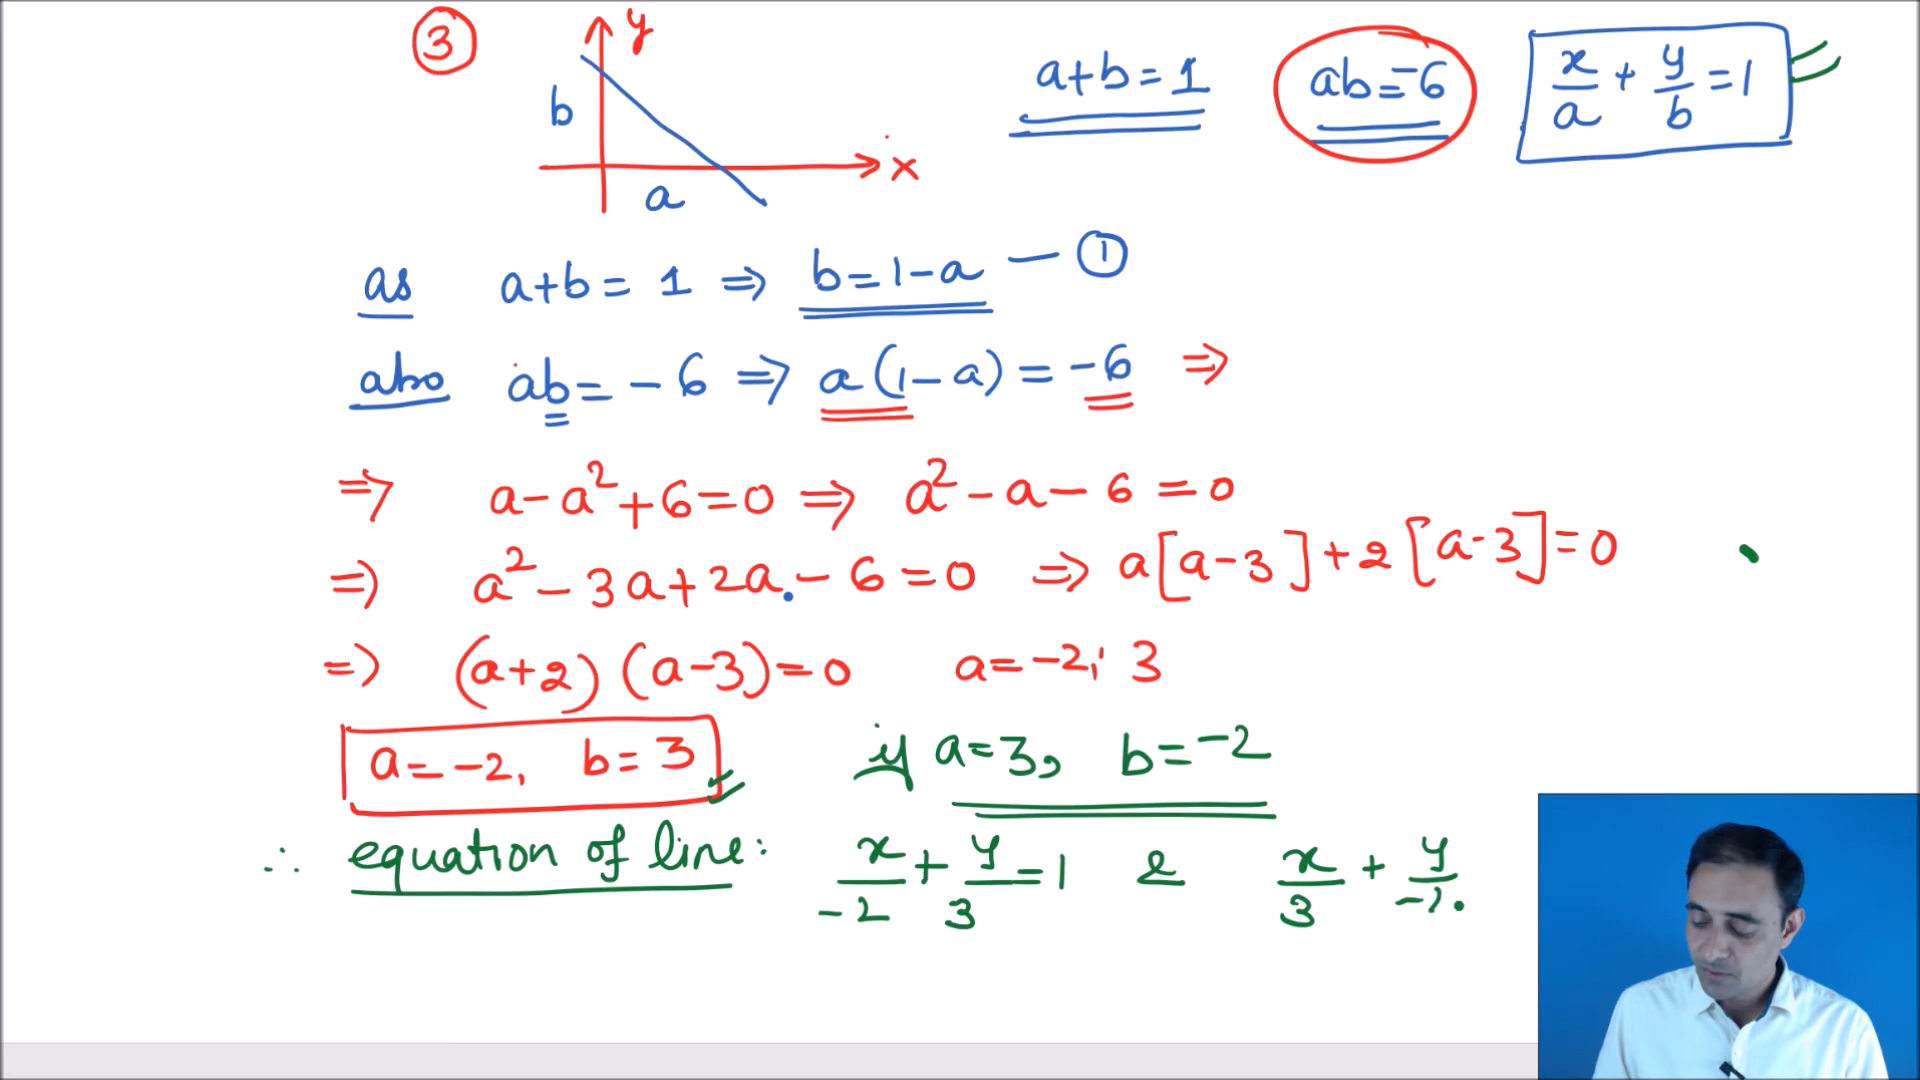 ③ y
b
a x
a+b=1 ab=-6 x/a + y/b = 1
as a+b = 1 ⇒ b=1-a — ①
also ab = -6 ⇒ a(1-a) = -6 ⇒
⇒ a-a²+6=0 ⇒ a²-a-6=0
⇒ a²-3a+2a-6=0 ⇒ a[a-3]+2[a-3]=0
⇒ (a+2)(a-3)=0 a=-2, 3
a=-2, b=3 if a=3, b=-2
∴ equation of line: x/-2 + y/3 = 1 & x/3 + y/-2